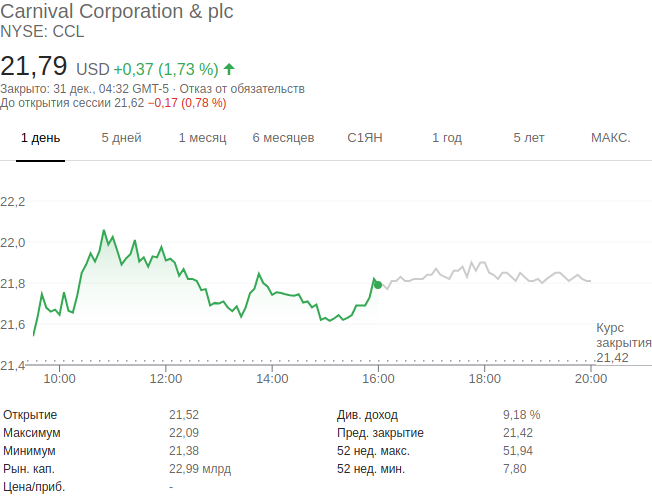 Carnival Corporation & plc
NYSE: CCL
21,79 USD +0,37 (1,73 %) ↑
Закрыто: 31 дек., 04:32 GMT-5 · Отказ от обязательств
До открытия сессии 21,62 −0,17 (0,78 %)
1 день 5 дней 1 месяц 6 месяцев С1ЯН 1 год 5 лет МАКС.
22,2
22,0
21,8
21,6
21,4
Курс
закрытия
21,42
10:00 12:00 14:00 16:00 18:00 20:00
Открытие 21,52 Див. доход 9,18 %
Максимум 22,09 Пред. закрытие 21,42
Минимум 21,38 52 нед. макс. 51,94
Рын. кап. 22,99 млрд 52 нед. мин. 7,80
Цена/приб. -